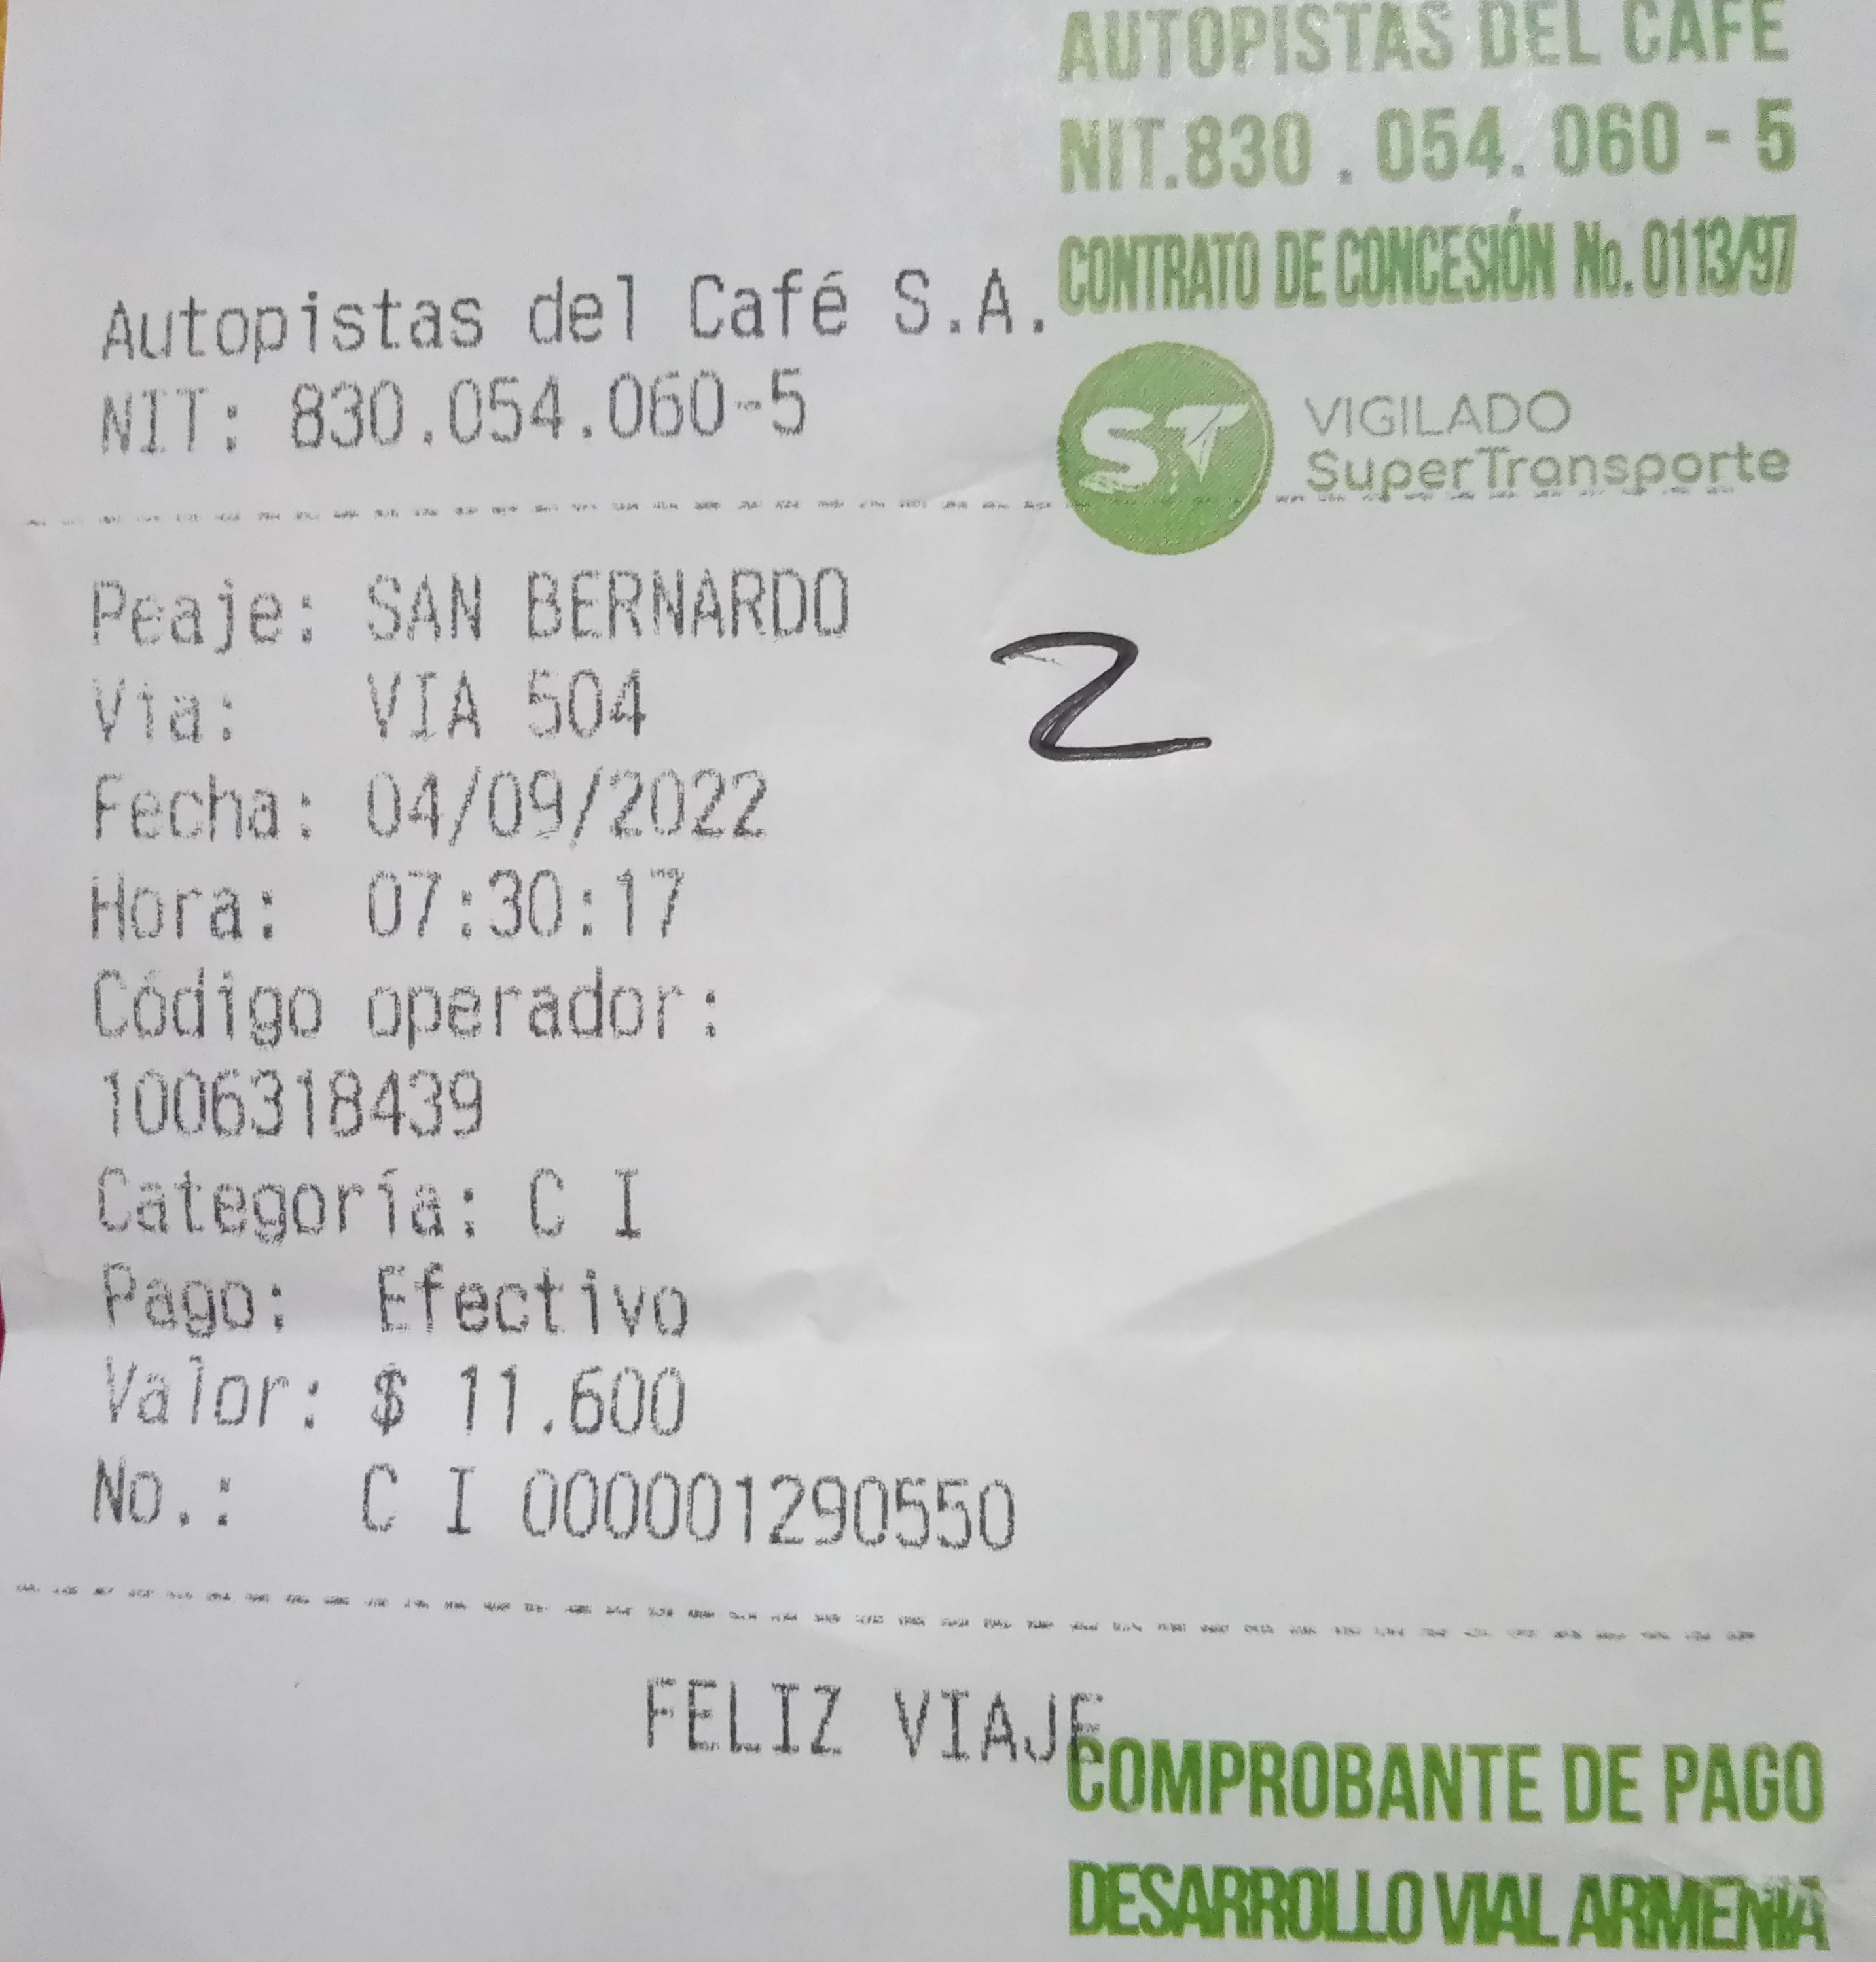 AUTOPISTAS DEL CAFE
NIT.830 . 054. 060 - 5
CONTRATO DE CONCESIÓN No. 0113/97
Autopistas del Café S.A.
NIT: 830.054.060-5
ST
VIGILADO
SuperTransporte
Peaje: SAN BERNARDO
Via: VIA 504
2
Fecha: 04/09/2022
Hora: 07:30:17
Código operador:
1006318439
Categoría: C I
Pago: Efectivo
Valor: $ 11.600
No.: C I 000001290550
FELIZ VIAJE
COMPROBANTE DE PAGO
DESARROLLO VIAL ARMENIA